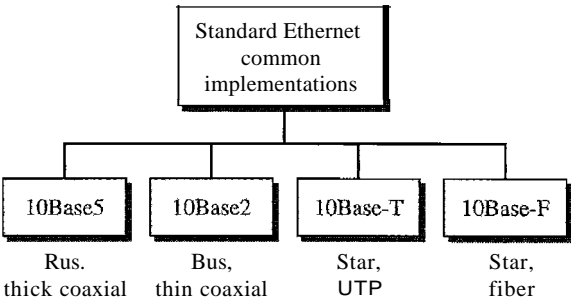 Standard Ethernet
common
implementations
10Base5
10Base2
10Base-T
10Base-F
Rus.
thick coaxial
Bus,
thin coaxial
Star,
UTP
Star,
fiber